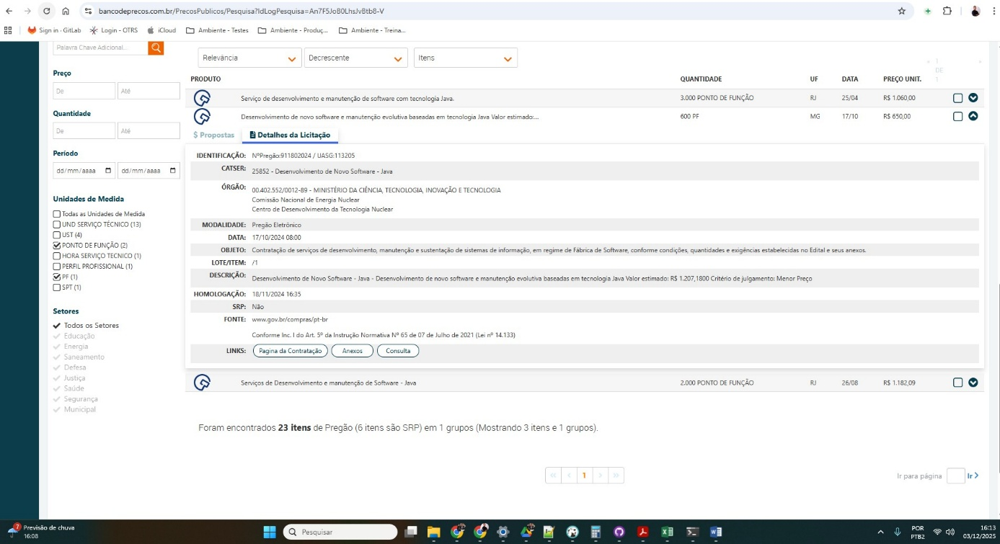 bancodeprecos.com.br/PrecosPublicos/Pesquisa?IdLogPesquisa=An7F5JoB0LhsJvBtb8-V
Sign in · GitLab
Login - OTRS
iCloud
Ambiente - Testes
Ambiente - Produç...
Ambiente - Treina...
Palavra Chave Adicional...
Relevância
Decrescente
Itens
1
DE
1
Preço
De
Até
Quantidade
De
Até
Período
dd/mm/aaaa
dd/mm/aaaa
Unidades de Medida
Todas as Unidades de Medida
UND SERVIÇO TÉCNICO (13)
UST (4)
PONTO DE FUNÇÃO (2)
HORA SERVIÇO TECNICO (1)
PERFIL PROFISSIONAL (1)
PF (1)
SPT (1)
Setores
Todos os Setores
Educação
Energia
Saneamento
Defesa
Justiça
Saúde
Segurança
Municipal
PRODUTO QUANTIDADE UF DATA PREÇO UNIT.
Serviço de desenvolvimento e manutenção de software com tecnologia Java. 3.000 PONTO DE FUNÇÃO RJ 25/04 R$ 1.060,00
Desenvolvimento de novo software e manutenção evolutiva baseadas em tecnologia Java Valor estimado:... 600 PF MG 17/10 R$ 650,00
$ Propostas
Detalhes da Licitação
IDENTIFICAÇÃO: NºPregão:911802024 / UASG:113205
CATSER: 25852 - Desenvolvimento de Novo Software - Java
ÓRGÃO: 00.402.552/0012-89 - MINISTÉRIO DA CIÊNCIA, TECNOLOGIA, INOVAÇÃO E TECNOLOGIA
Comissão Nacional de Energia Nuclear
Centro de Desenvolvimento da Tecnologia Nuclear
MODALIDADE: Pregão Eletrônico
DATA: 17/10/2024 08:00
OBJETO: Contratação de serviços de desenvolvimento, manutenção e sustentação de sistemas de informação, em regime de Fábrica de Software, conforme condições, quantidades e exigências estabelecidas no Edital e seus anexos.
LOTE/ITEM: /1
DESCRIÇÃO: Desenvolvimento de Novo Software - Java - Desenvolvimento de novo software e manutenção evolutiva baseadas em tecnologia Java Valor estimado: R$ 1.207,1800 Critério de julgamento: Menor Preço
HOMOLOGAÇÃO: 18/11/2024 16:35
SRP: Não
FONTE: www.gov.br/compras/pt-br
Conforme Inc. I do Art. 5º da Instrução Normativa Nº 65 de 07 de Julho de 2021 (Lei nº 14.133)
LINKS: Pagina da Contratação Anexos Consulta
Serviços de Desenvolvimento e manutenção de Software - Java 2.000 PONTO DE FUNÇÃO RJ 26/08 R$ 1.182,09
Foram encontrados 23 itens de Pregão (6 itens são SRP) em 1 grupos (Mostrando 3 itens e 1 grupos).
« ‹ 1 › »
Ir para página Ir
7
Previsão de chuva
16:08
Pesquisar
POR
PTB2
16:13
03/12/2025